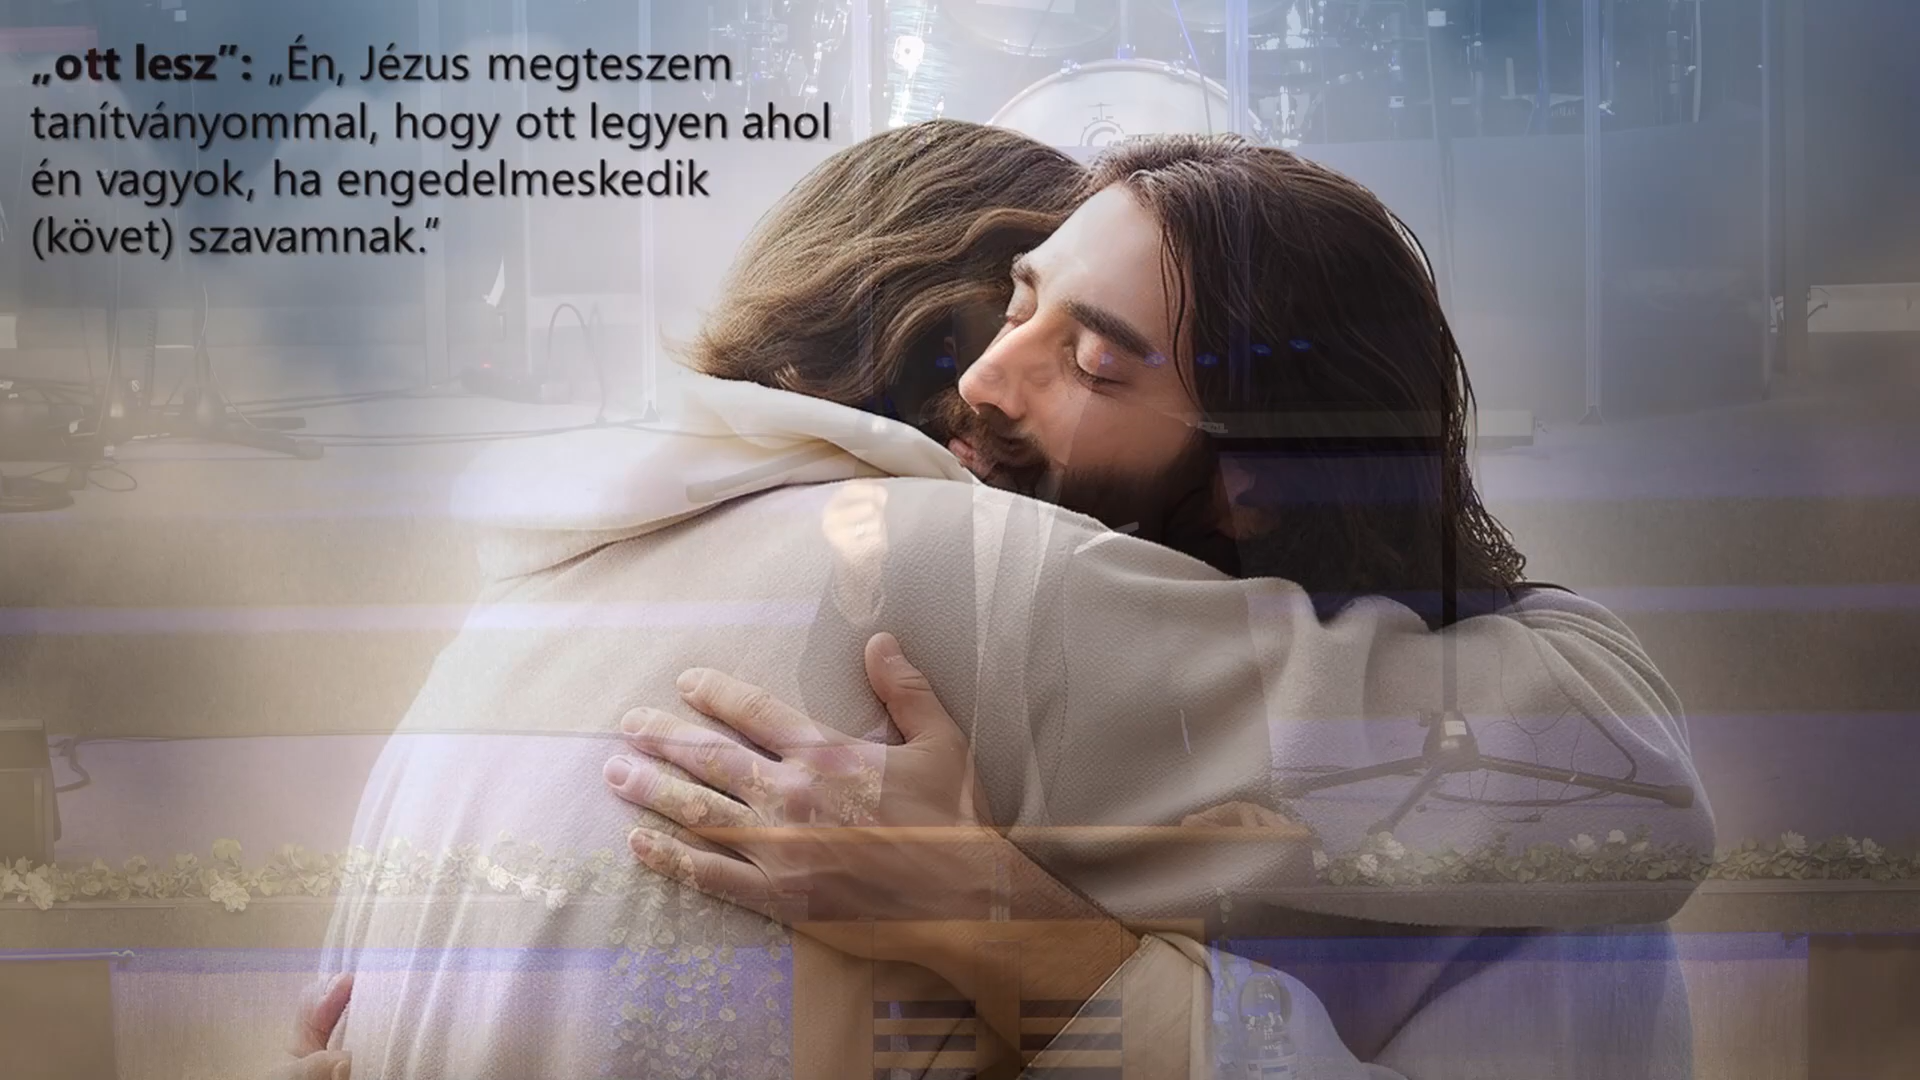 „ott lesz”: „Én, Jézus megteszem
tanítványommal, hogy ott legyen ahol
én vagyok, ha engedelmeskedik
(követ) szavamnak.”